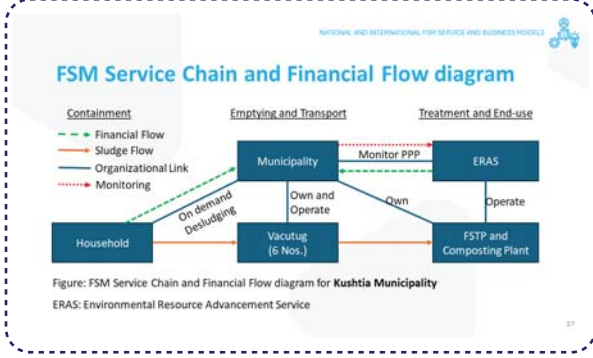 NATIONAL AND INTERNATIONAL FSM SERVICE AND BUSINESS MODELS
FSM Service Chain and Financial Flow diagram
Containment
Emptying and Transport
Treatment and End-use
Financial Flow
Sludge Flow
Organizational Link
Monitoring
Municipality
Monitor PPP
ERAS
On demand
Desludging
Own and
Operate
Own
Operate
Household
Vacutug
(6 Nos.)
FSTP and
Composting Plant
Figure: FSM Service Chain and Financial Flow diagram for Kushtia Municipality
ERAS: Environmental Resource Advancement Service
27